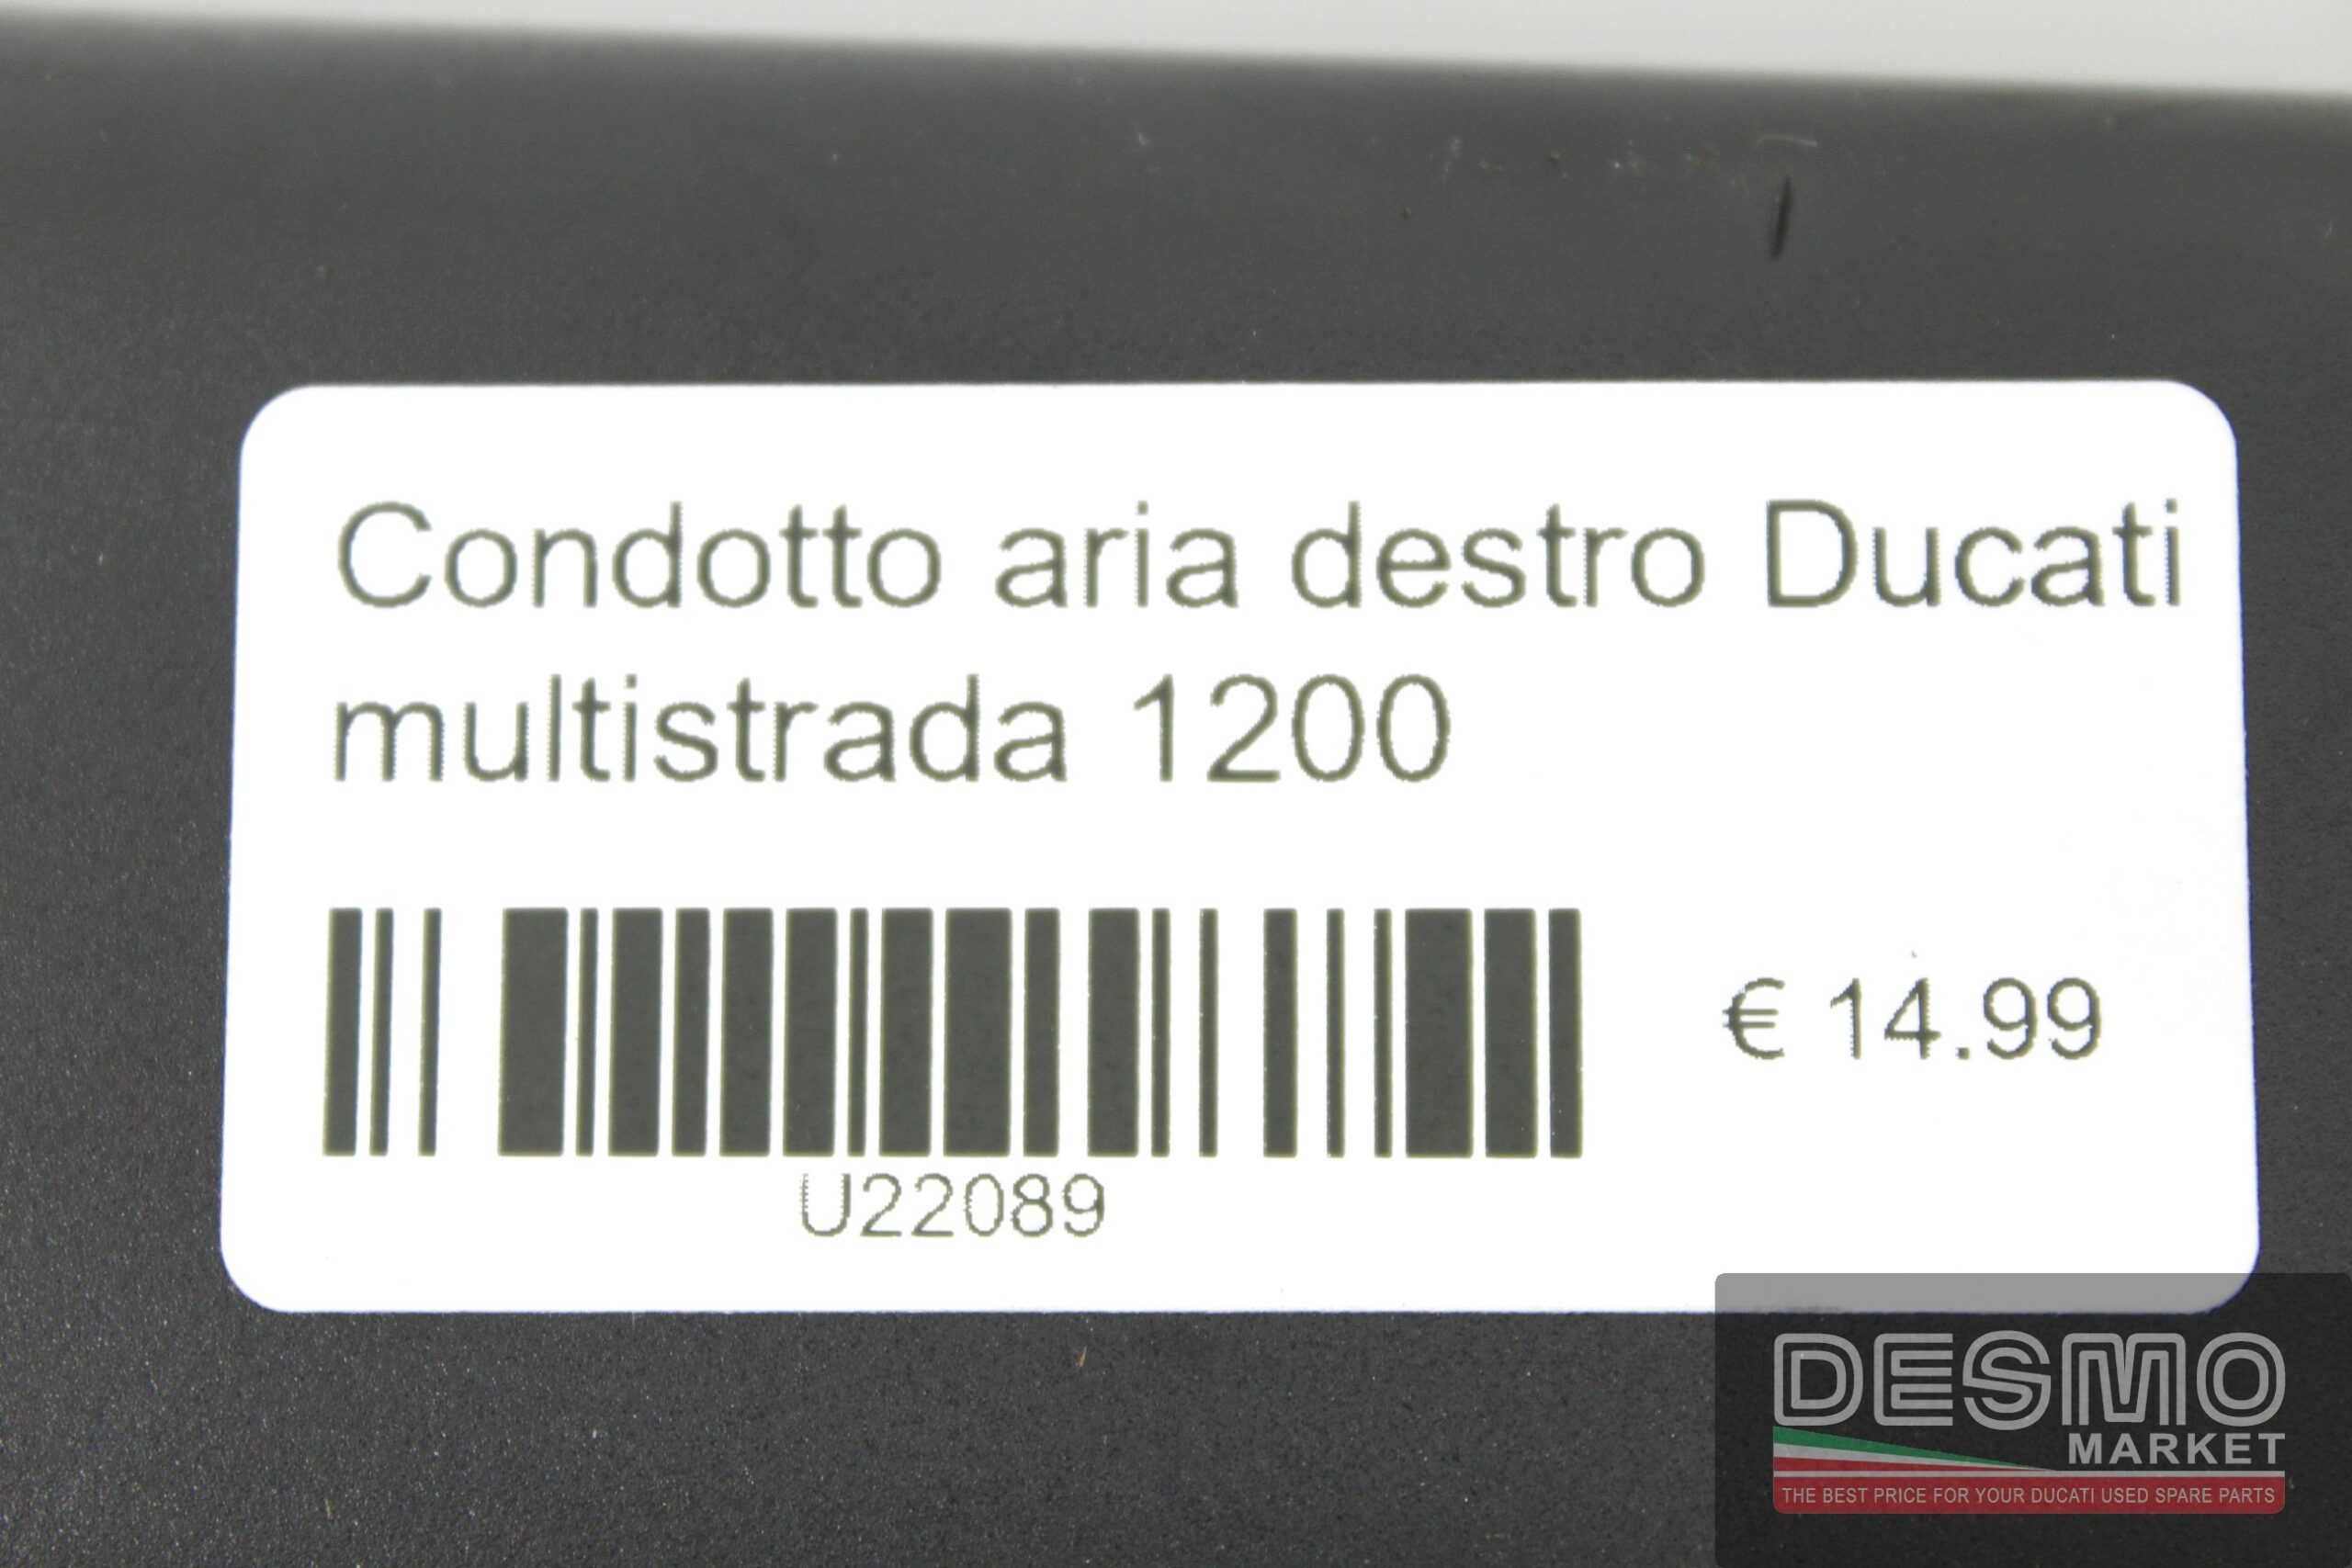 Condotto aria destro Ducati
multistrada 1200
€ 14.99
U22089
DESMO
MARKET
THE BEST PRICE FOR YOUR DUCATI USED SPARE PARTS